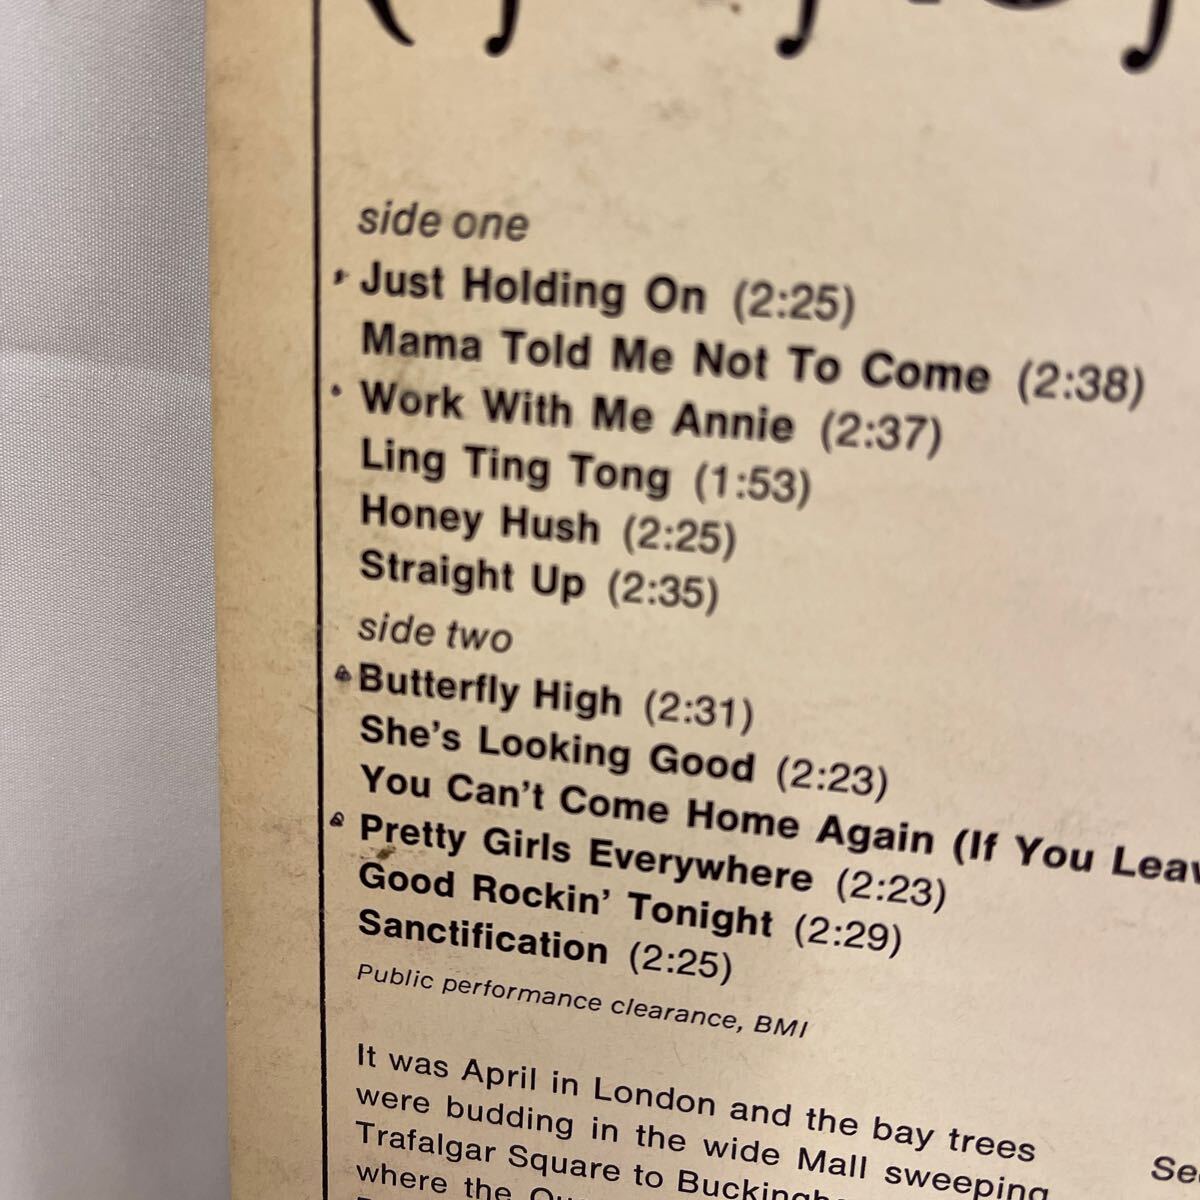 side one
Just Holding On (2:25)
Mama Told Me Not To Come (2:38)
Work With Me Annie (2:37)
Ling Ting Tong (1:53)
Honey Hush (2:25)
Straight Up (2:35)
side two
Butterfly High (2:31)
She's Looking Good (2:23)
You Can't Come Home Again (If You
Pretty Girls Everywhere (2:23)
Good Rockin' Tonight (2:29)
Sanctification (2:25)
Public performance clearance, BMI
It was April in London and the bay trees
were budding in the wide Mall sweeping
Trafalgar Square to
where the